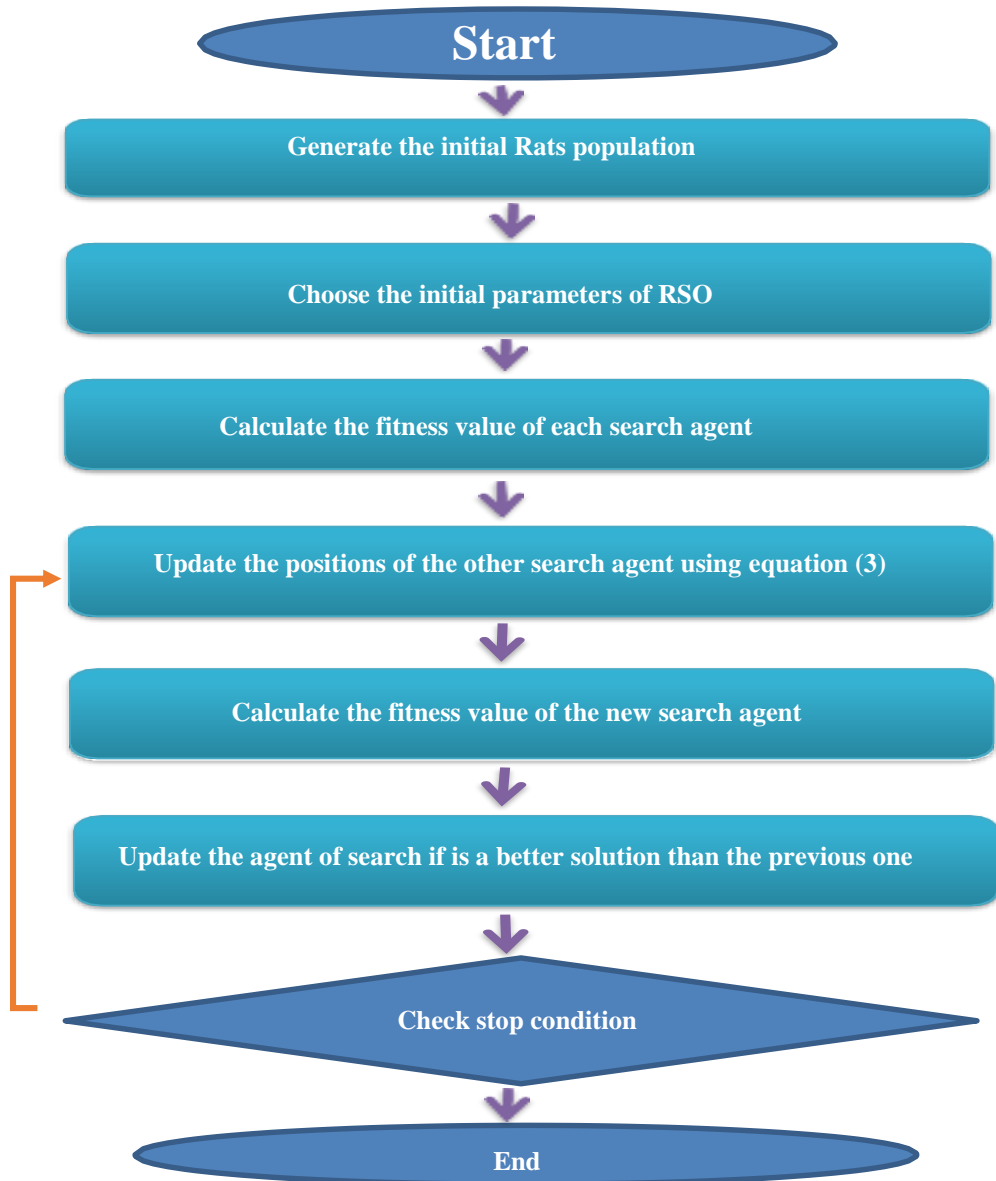 Start
Generate the initial Rats population
Choose the initial parameters of RSO
Calculate the fitness value of each search agent
Update the positions of the other search agent using equation (3)
Calculate the fitness value of the new search agent
Update the agent of search if is a better solution than the previous one
Check stop condition
End